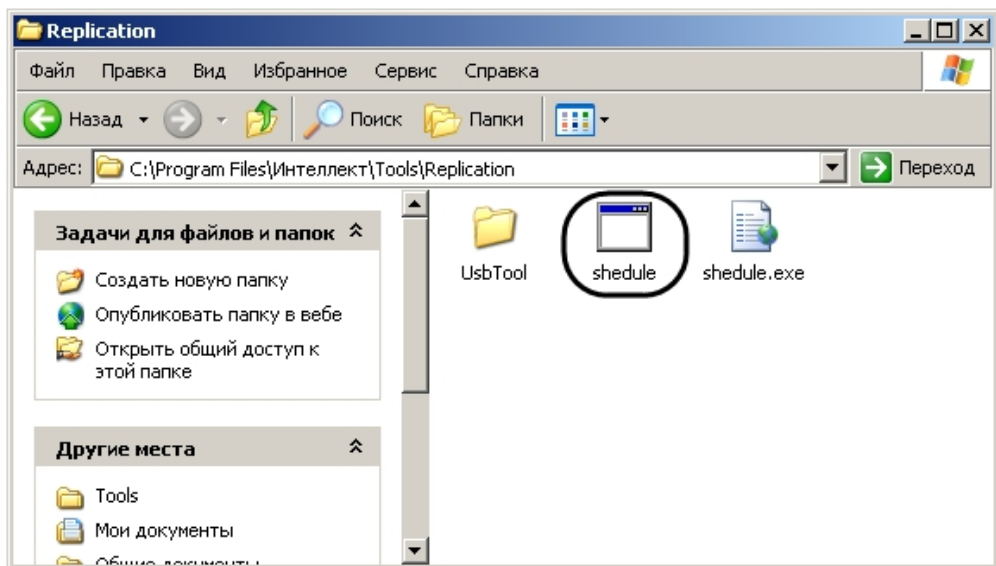 Replication
Файл Правка Вид Избранное Сервис Справка
Назад Поиск Папки
Адрес: C:\Program Files\Интеллект\Tools\Replication Переход
Задачи для файлов и папок
Создать новую папку
Опубликовать папку в вебе
Открыть общий доступ к
этой папке
Другие места
Tools
Мои документы
Общие документы
UsbTool shedule shedule.exe